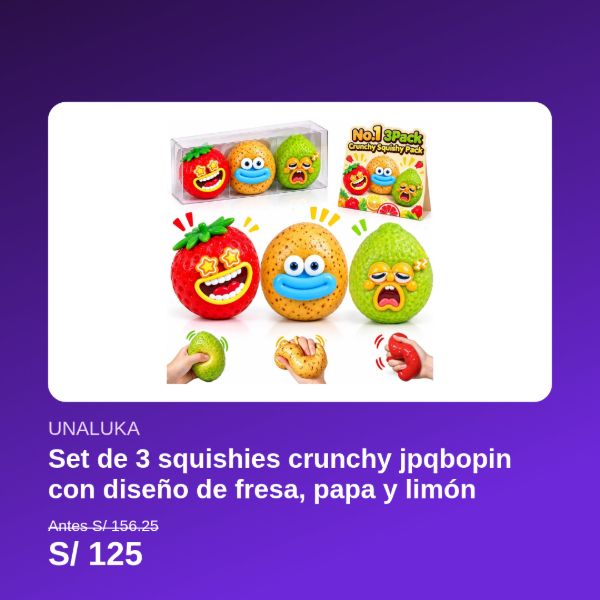 No.1 3Pack
Crunchy Squishy Pack
UNALUKA
Set de 3 squishies crunchy jpqbopin
con diseño de fresa, papa y limón
Antes S/ 156.25
S/ 125